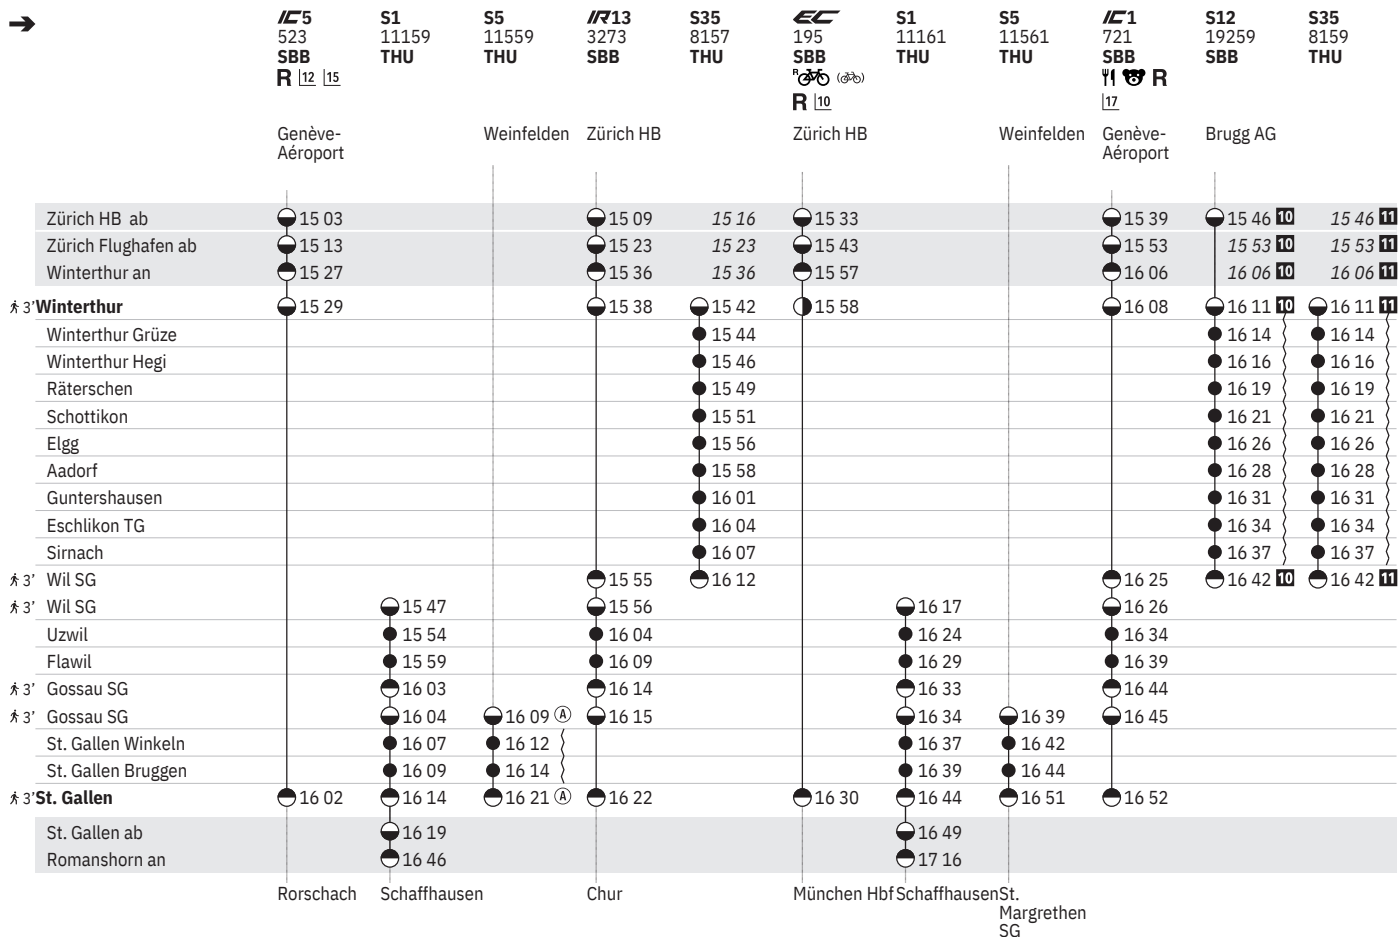 IC5 S1 S5 IR13 S35 EC S1 S5 IC1 S12 S35
523 11159 11559 3273 8157 195 11161 11561 721 19259 8159
SBB THU THU SBB THU SBB THU THU SBB SBB THU
R 12 15 R R
R 10 17
Genève- Weinfelden Zürich HB Zürich HB Weinfelden Genève- Brugg AG
Aéroport Aéroport
Zürich HB ab 15 03 15 09 15 16 15 33 15 39 15 46 10 15 46 11
Zürich Flughafen ab 15 13 15 23 15 23 15 43 15 53 15 53 10 15 53 11
Winterthur an 15 27 15 36 15 36 15 57 16 06 16 06 10 16 06 11
3' Winterthur 15 29 15 38 15 42 15 58 16 08 16 11 10 16 11 11
Winterthur Grüze 15 44 16 14 16 14
Winterthur Hegi 15 46 16 16 16 16
Räterschen 15 49 16 19 16 19
Schottikon 15 51 16 21 16 21
Elgg 15 56 16 26 16 26
Aadorf 15 58 16 28 16 28
Guntershausen 16 01 16 31 16 31
Eschlikon TG 16 04 16 34 16 34
Sirnach 16 07 16 37 16 37
3' Wil SG 15 55 16 12 16 25 16 42 10 16 42 11
3' Wil SG 15 47 15 56 16 17 16 26
Uzwil 15 54 16 04 16 24 16 34
Flawil 15 59 16 09 16 29 16 39
3' Gossau SG 16 03 16 14 16 33 16 44
3' Gossau SG 16 04 16 09 Ⓐ 16 15 16 34 16 39 16 45
St. Gallen Winkeln 16 07 16 12 16 37 16 42
St. Gallen Bruggen 16 09 16 14 16 39 16 44
3' St. Gallen 16 02 16 14 16 21 Ⓐ 16 22 16 30 16 44 16 51 16 52
St. Gallen ab 16 19 16 49
Romanshorn an 16 46 17 16
Rorschach Schaffhausen Chur München Hbf Schaffhausen St.
Margrethen
SG